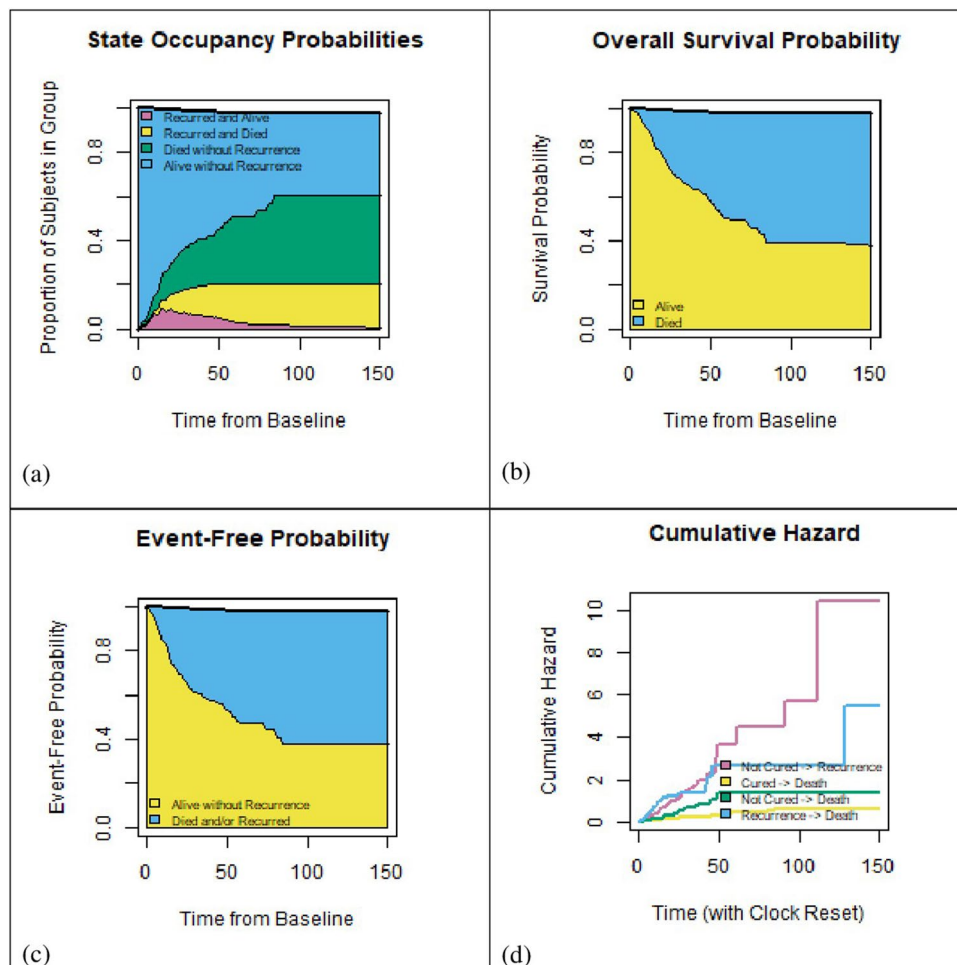 State Occupancy Probabilities
Proportion of Subjects in Group
0.0 0.4 0.8
Recurred and Alive
Recurred and Died
Died without Recurrence
Alive without Recurrence
0 50 100 150
Time from Baseline
(a)
Overall Survival Probability
Survival Probability
0.0 0.4 0.8
Alive
Died
0 50 100 150
Time from Baseline
(b)
Event-Free Probability
Event-Free Probability
0.0 0.4 0.8
Alive without Recurrence
Died and/or Recurred
0 50 100 150
Time from Baseline
(c)
Cumulative Hazard
Cumulative Hazard
10
8
6
4
2
0
Not Cured -> Recurrence
Cured -> Death
Not Cured -> Death
Recurrence -> Death
0 50 100 150
Time (with Clock Reset)
(d)